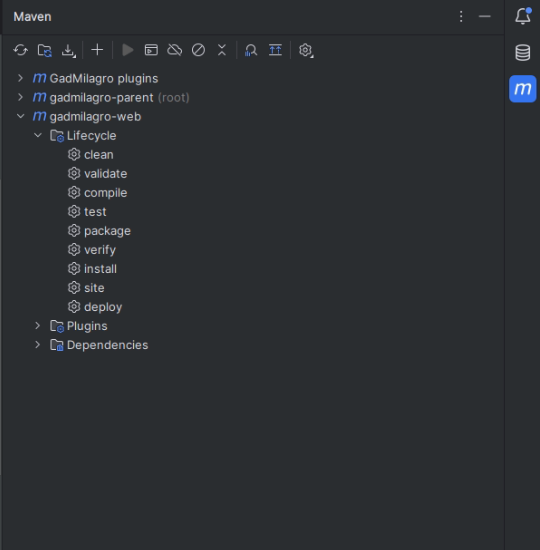 Maven
m GadMilagro plugins
m gadmilagro-parent (root)
m gadmilagro-web
Lifecycle
clean
validate
compile
test
package
verify
install
site
deploy
Plugins
Dependencies
m